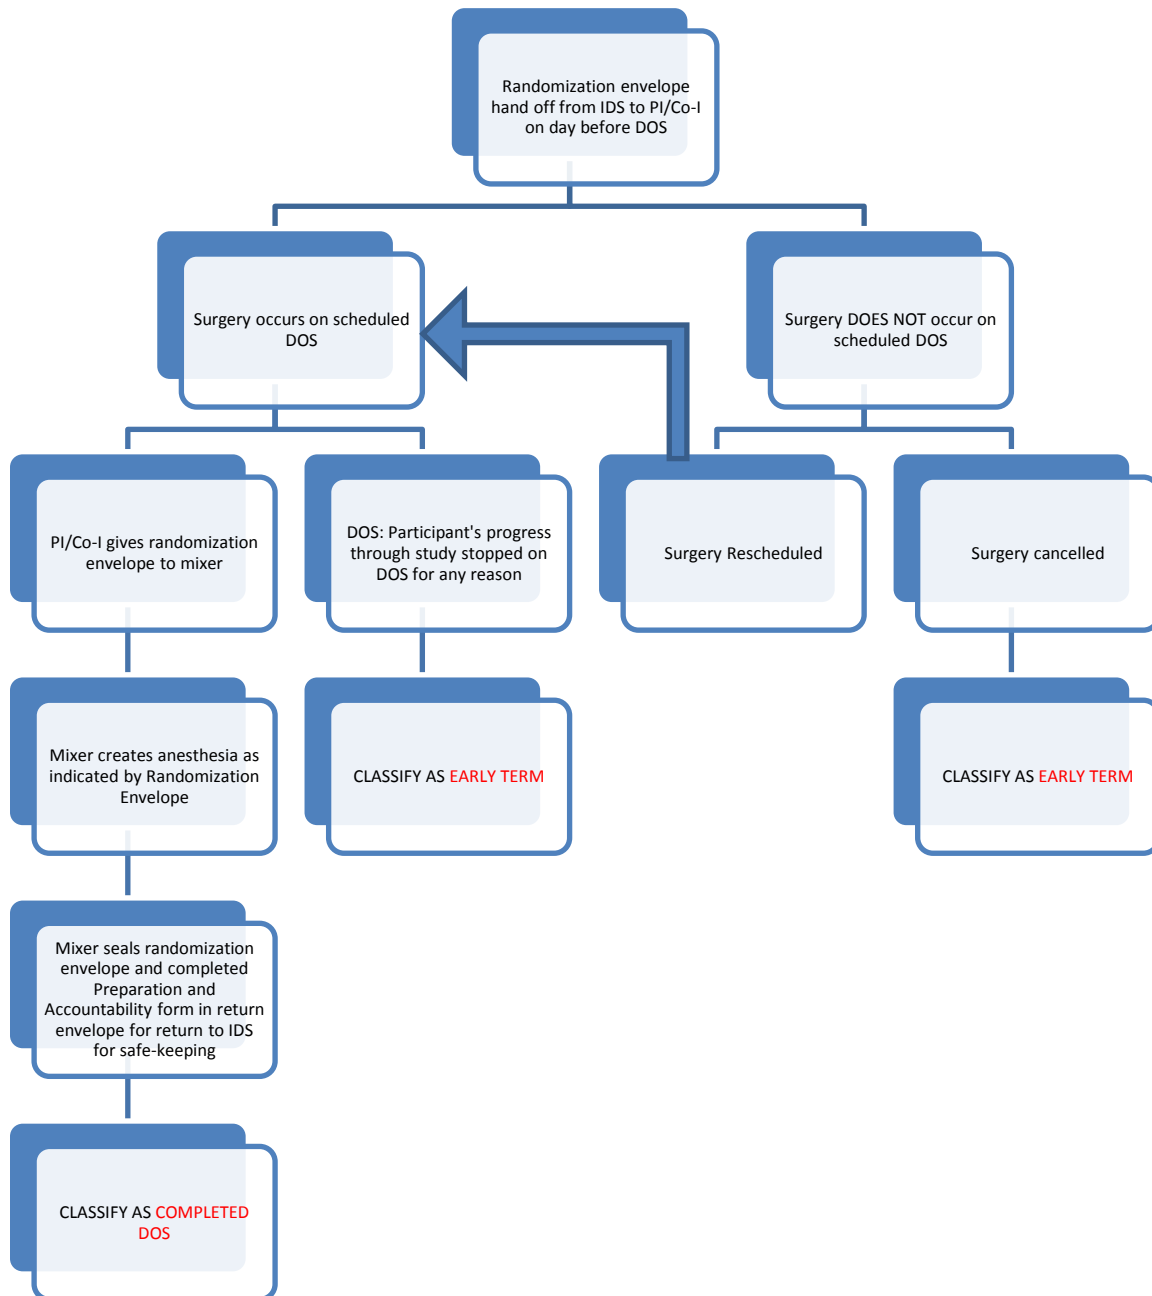 Randomization envelope
hand off from IDS to PI/Co-I
on day before DOS
Surgery occurs on scheduled
DOS
Surgery DOES NOT occur on
scheduled DOS
PI/Co-I gives randomization
envelope to mixer
DOS: Participant's progress
through study stopped on
DOS for any reason
Surgery Rescheduled
Surgery cancelled
Mixer creates anesthesia as
indicated by Randomization
Envelope
CLASSIFY AS EARLY TERM
CLASSIFY AS EARLY TERM
Mixer seals randomization
envelope and completed
Preparation and
Accountability form in return
envelope for return to IDS
for safe-keeping
CLASSIFY AS COMPLETED
DOS